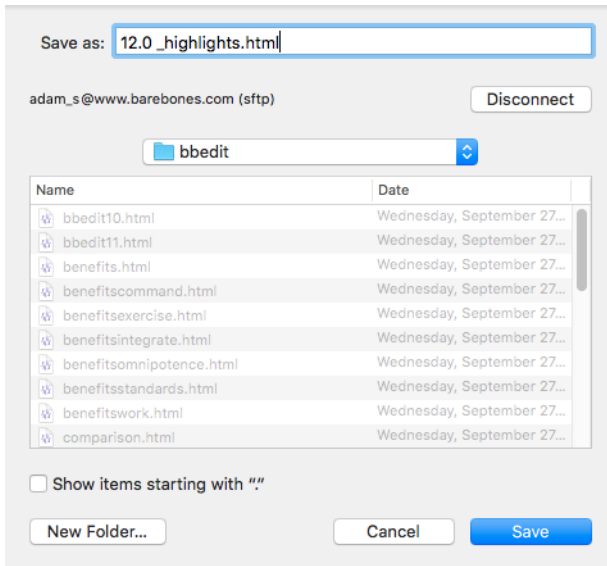 Save as: 12.0 _highlights.html
adam_s@www.barebones.com (sftp) Disconnect
bbedit
Name Date
bbedit10.html Wednesday, September 27...
bbedit11.html Wednesday, September 27...
benefits.html Wednesday, September 27...
benefitscommand.html Wednesday, September 27...
benefitsexercise.html Wednesday, September 27...
benefitsintegrate.html Wednesday, September 27...
benefitsomnipotence.html Wednesday, September 27...
benefitsstandards.html Wednesday, September 27...
benefitswork.html Wednesday, September 27...
comparison.html Wednesday, September 27...
Show items starting with “.”
New Folder... Cancel Save